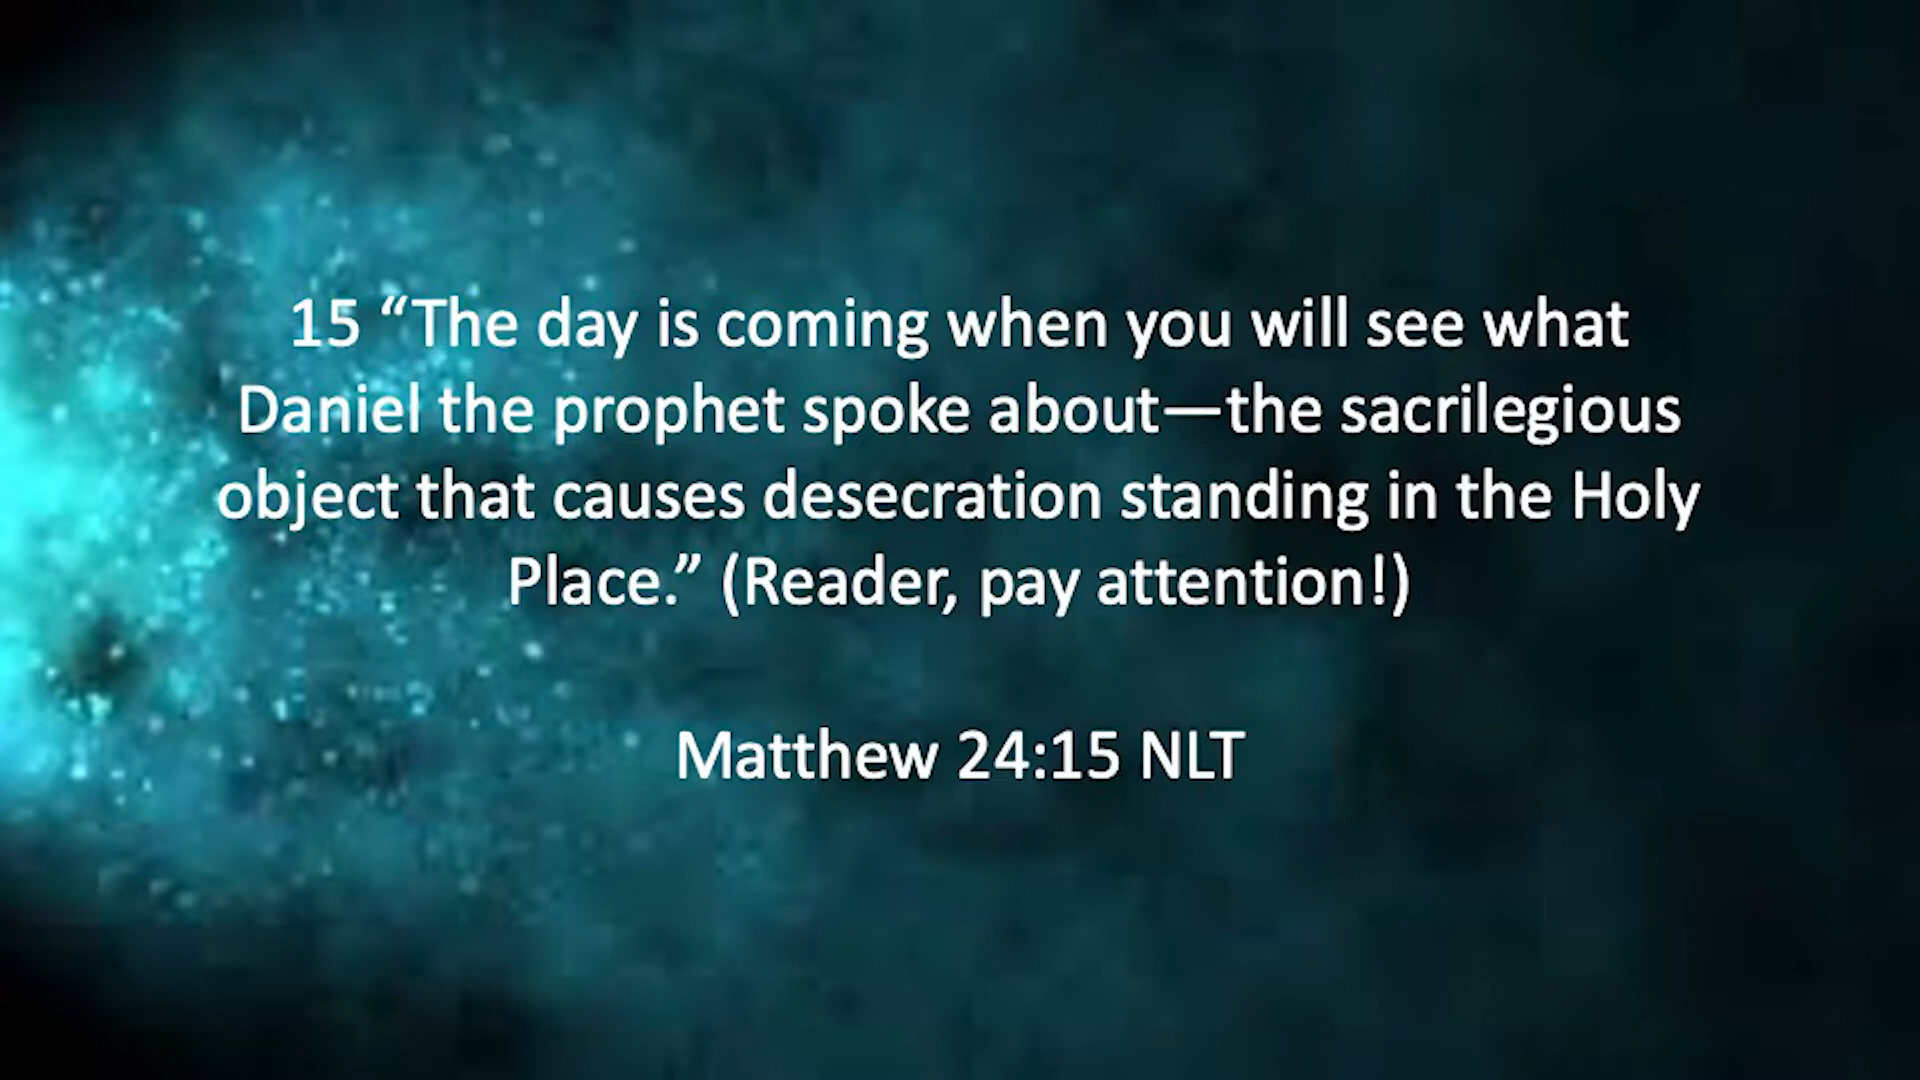 15 “The day is coming when you will see what
Daniel the prophet spoke about—the sacrilegious
object that causes desecration standing in the Holy
Place.” (Reader, pay attention!)
Matthew 24:15 NLT